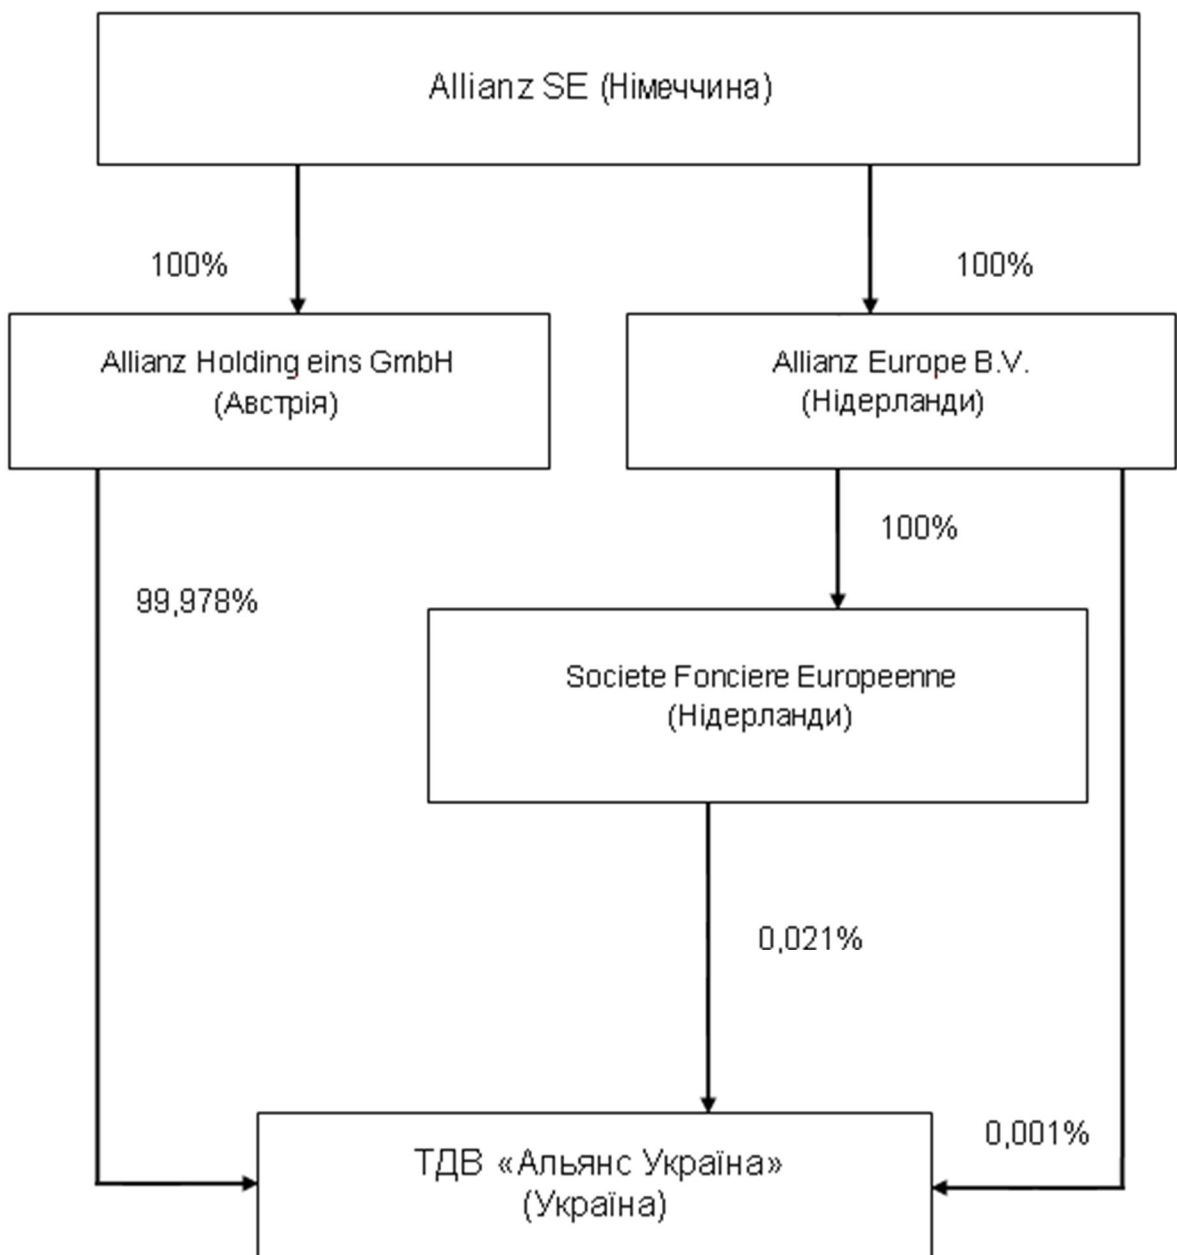 Allianz SE (Німеччина)
100%
100%
Allianz Holding eins GmbH
(Австрія)
Allianz Europe B.V.
(Нідерланди)
100%
99,978%
Societe Fonciere Europeenne
(Нідерланди)
0,021%
0,001%
ТДВ «Альянс Україна»
(Україна)